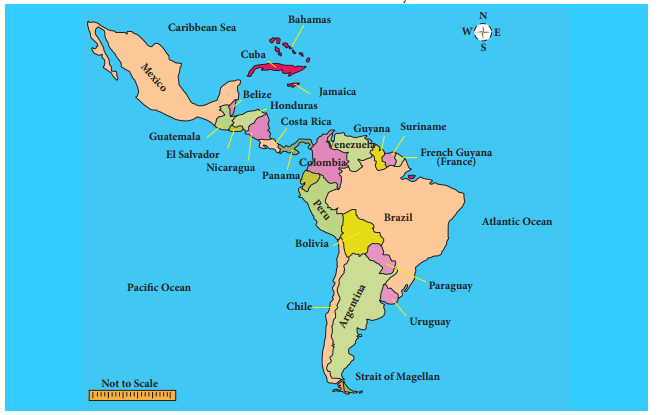 Bahamas
Caribbean Sea
N
W E
S
Cuba
Mexico
Jamaica
Belize
Honduras
Costa Rica
Guatemala
Guyana
Suriname
El Salvador
Venezuela
French Guyana
(France)
Nicaragua
Panama
Colombia
Peru
Brazil
Atlantic Ocean
Bolivia
Pacific Ocean
Paraguay
Chile
Argentina
Uruguay
Strait of Magellan
Not to Scale